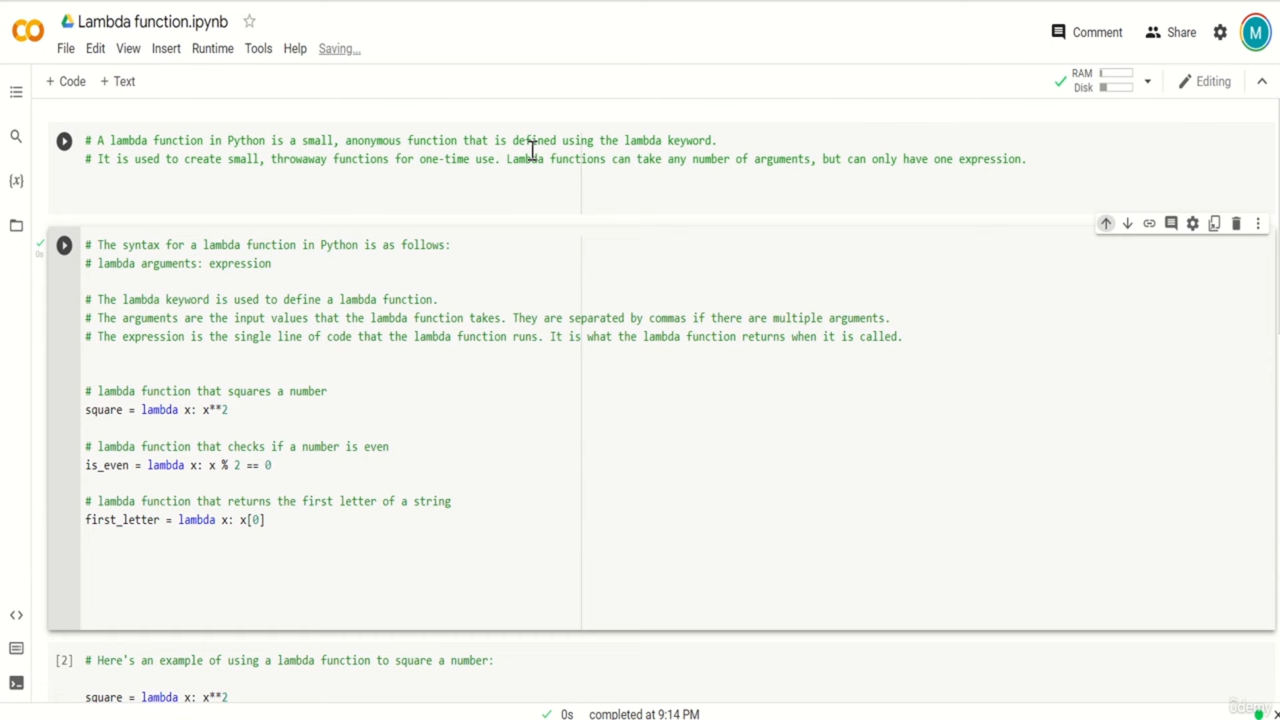 Lambda function.ipynb
File Edit View Insert Runtime Tools Help Saving...
Comment
Share
M
+ Code + Text
RAM
Disk
Editing
# A lambda function in Python is a small, anonymous function that is defined using the lambda keyword.
# It is used to create small, throwaway functions for one-time use. Lambda functions can take any number of arguments, but can only have one expression.
0s
# The syntax for a lambda function in Python is as follows:
# lambda arguments: expression
# The lambda keyword is used to define a lambda function.
# The arguments are the input values that the lambda function takes. They are separated by commas if there are multiple arguments.
# The expression is the single line of code that the lambda function runs. It is what the lambda function returns when it is called.
# lambda function that squares a number
square = lambda x: x**2
# lambda function that checks if a number is even
is_even = lambda x: x % 2 == 0
# lambda function that returns the first letter of a string
first_letter = lambda x: x[0]
[2] # Here's an example of using a lambda function to square a number:
square = lambda x: x**2
0s completed at 9:14 PM
udemy